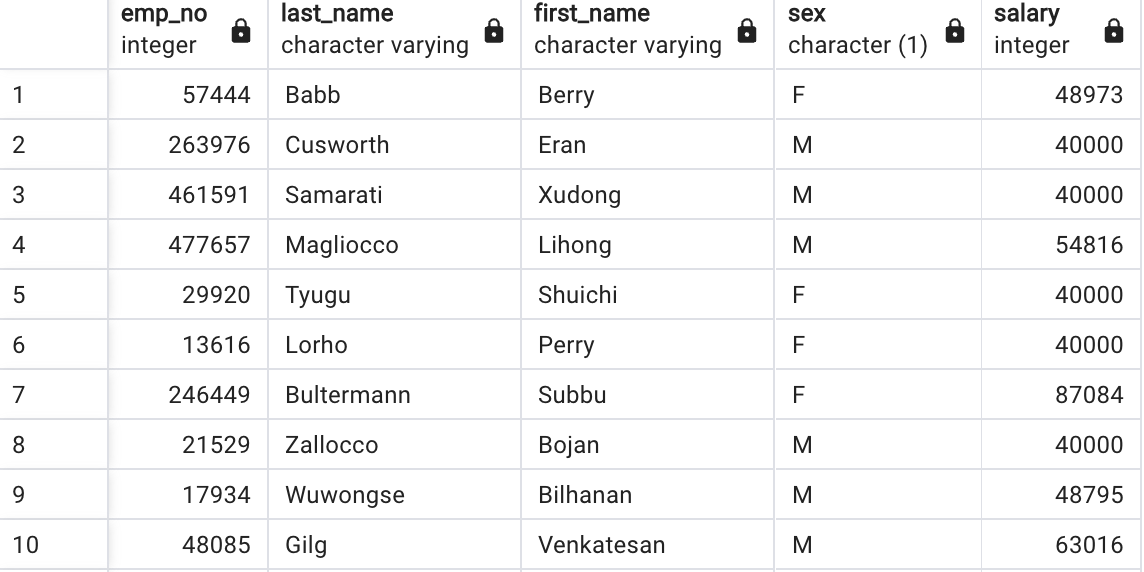 emp_no last_name first_name sex salary
integer character varying character varying character (1) integer
1 57444 Babb Berry F 48973
2 263976 Cusworth Eran M 40000
3 461591 Samarati Xudong M 40000
4 477657 Magliocco Lihong M 54816
5 29920 Tyugu Shuichi F 40000
6 13616 Lorho Perry F 40000
7 246449 Bultermann Subbu F 87084
8 21529 Zallocco Bojan M 40000
9 17934 Wuwongse Bilhanan M 48795
10 48085 Gilg Venkatesan M 63016